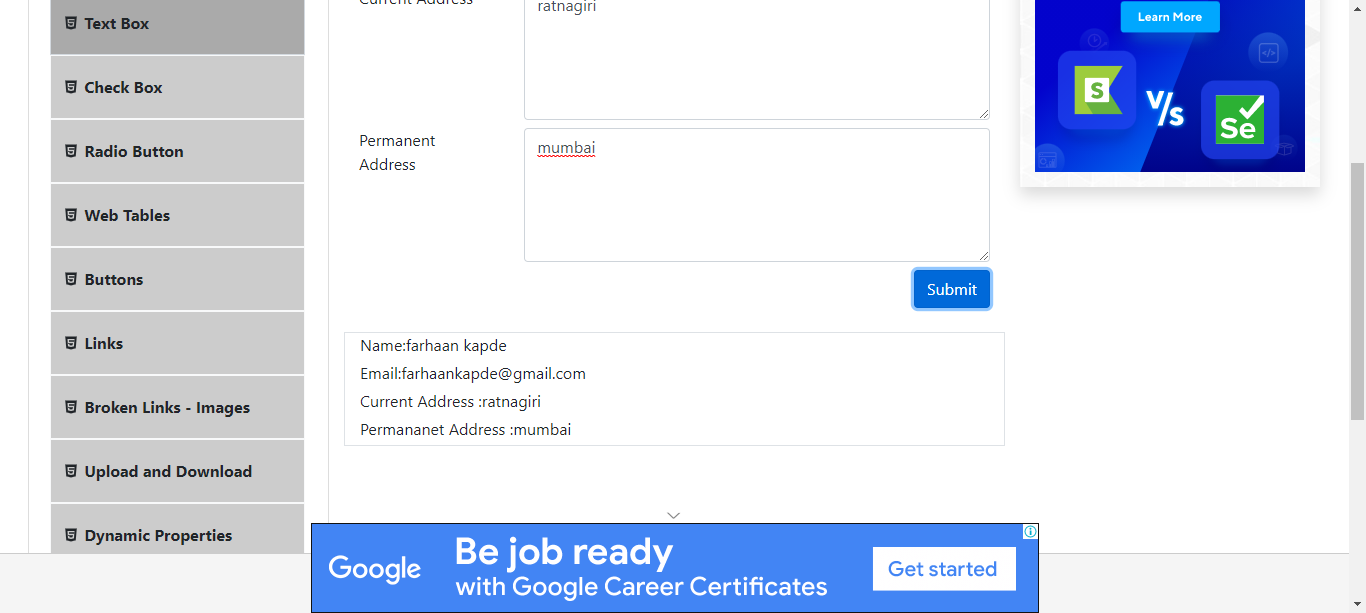 Text Box
Check Box
Radio Button
Web Tables
Buttons
Links
Broken Links - Images
Upload and Download
Dynamic Properties
Current Address
ratnagiri
Permanent
Address
mumbai
Submit
Name:farhaan kapde
Email:farhaankapde@gmail.com
Current Address :ratnagiri
Permananet Address :mumbai
Learn More
S
V/s
Se
Google
Be job ready
with Google Career Certificates
Get started